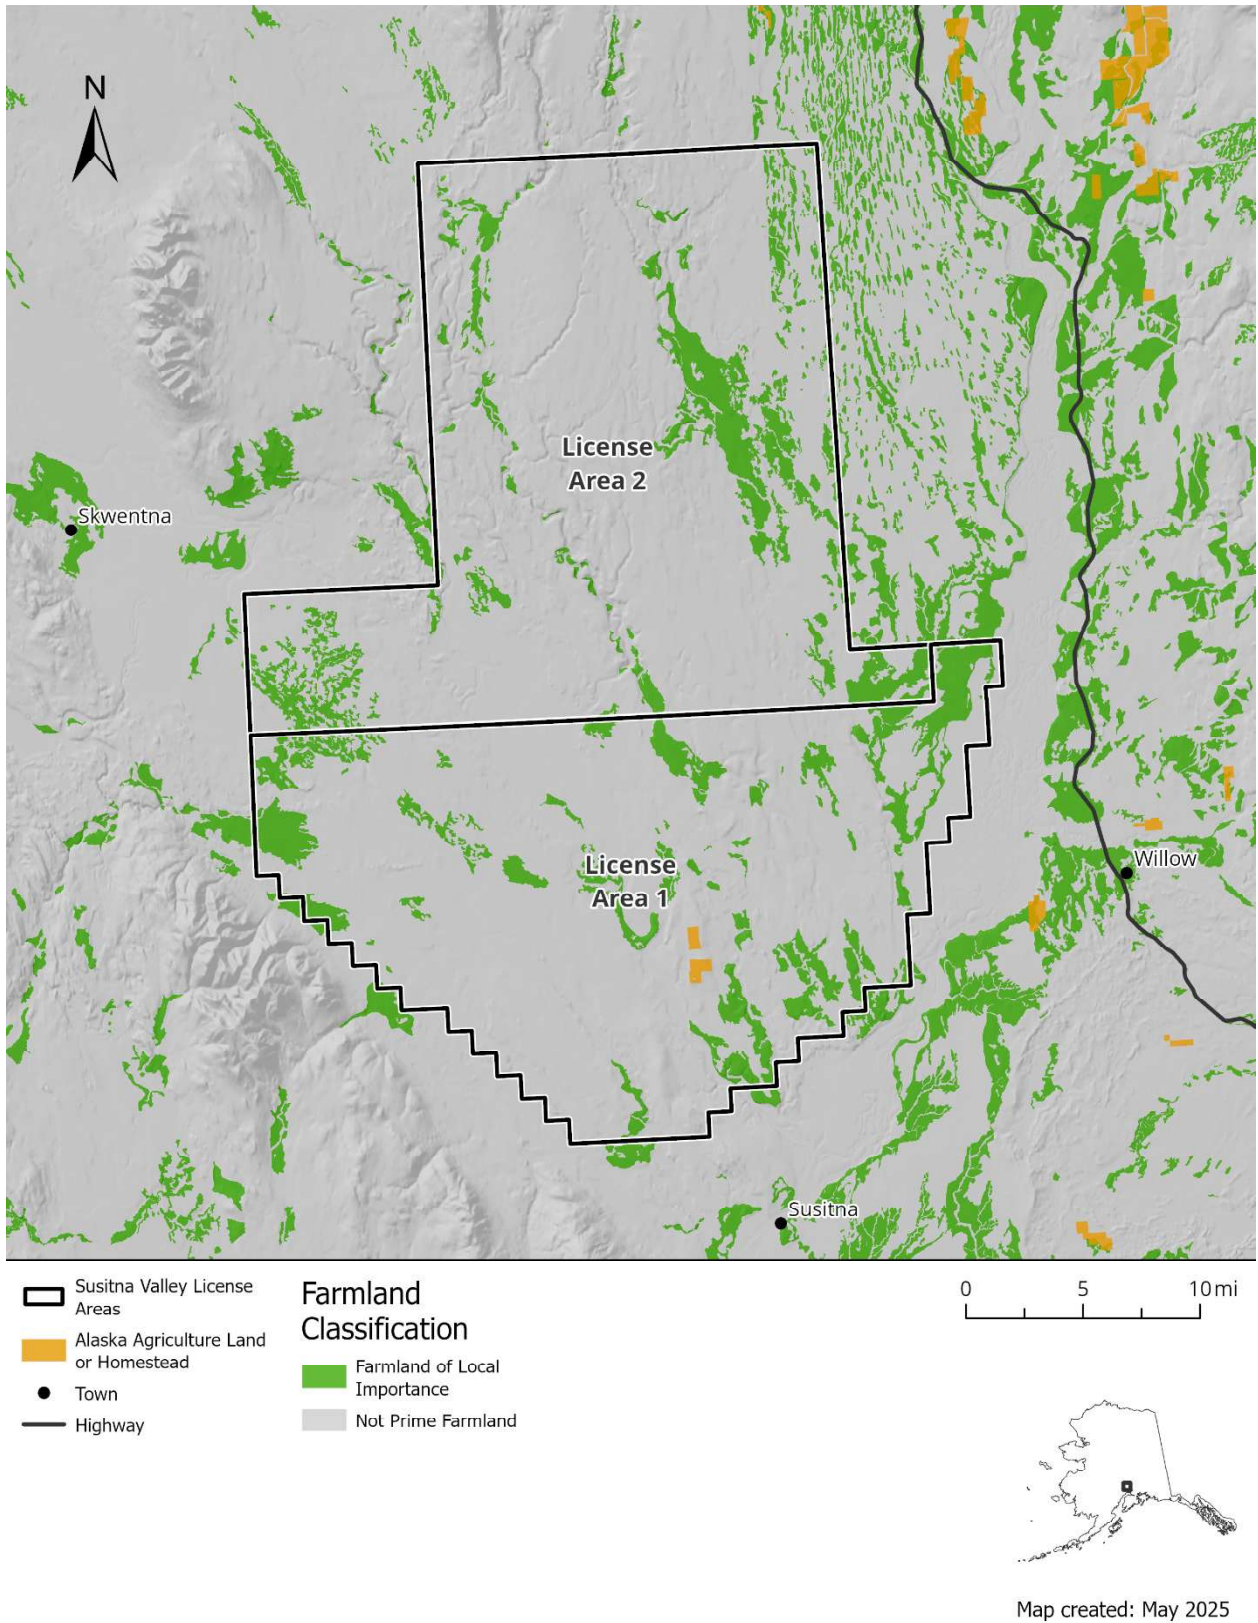 N
License
Area 2
Skwentna
License
Area 1
Willow
Susitna
Susitna Valley License
Areas
Alaska Agriculture Land
or Homestead
Town
Highway
Farmland
Classification
Farmland of Local
Importance
Not Prime Farmland
0 5 10 mi
Map created: May 2025